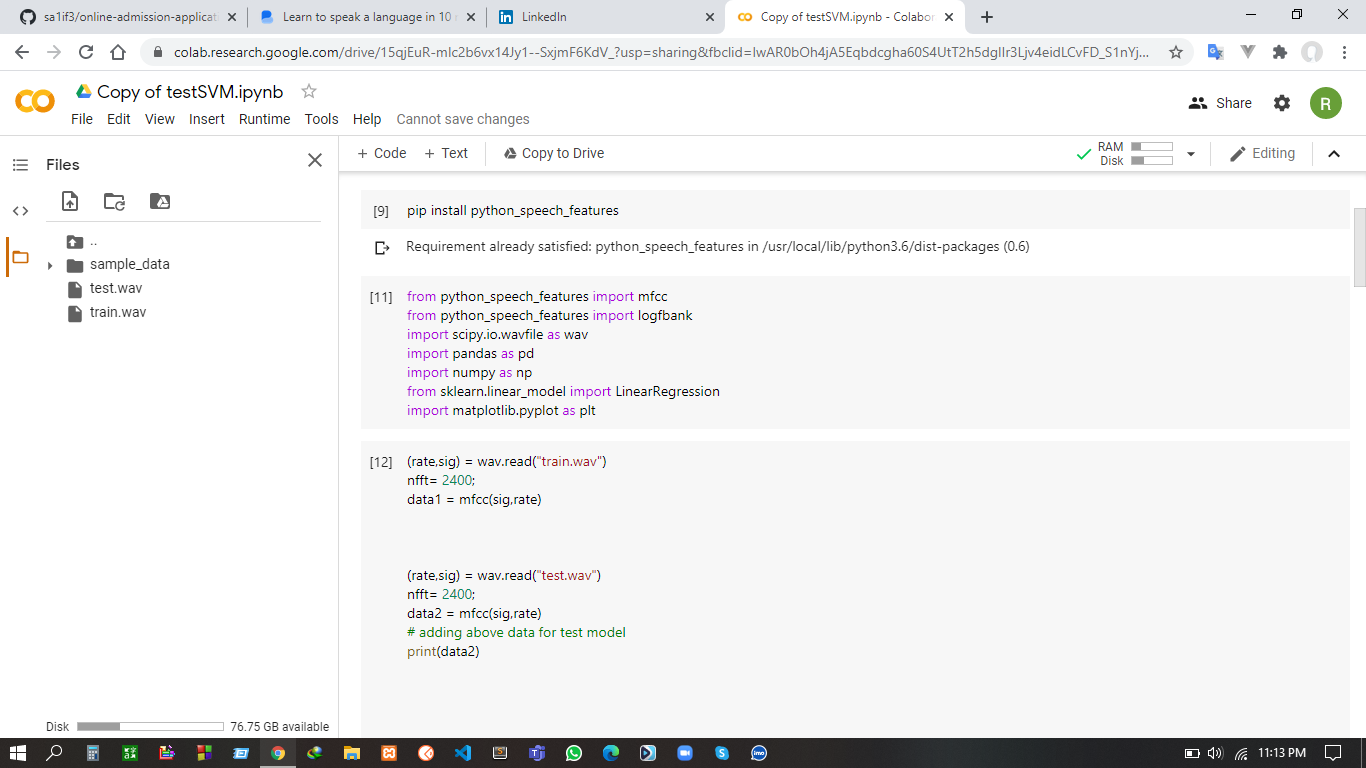 sa1if3/online-admission-applicat
Learn to speak a language in 10
LinkedIn
Copy of testSVM.ipynb - Colabor
colab.research.google.com/drive/15qjEuR-mIc2b6vx14Jy1--SxjmF6KdV_?usp=sharing&fbclid=IwAR0bOh4jA5Eqbdcgha60S4UtT2h5dgIlr3Ljv4eidLCvFD_S1nYj...
Copy of testSVM.ipynb
File Edit View Insert Runtime Tools Help Cannot save changes
Share
R
Files
+ Code + Text Copy to Drive
RAM
Disk
Editing
..
sample_data
test.wav
train.wav
[9] pip install python_speech_features
Requirement already satisfied: python_speech_features in /usr/local/lib/python3.6/dist-packages (0.6)
[11] from python_speech_features import mfcc
from python_speech_features import logfbank
import scipy.io.wavfile as wav
import pandas as pd
import numpy as np
from sklearn.linear_model import LinearRegression
import matplotlib.pyplot as plt
[12] (rate,sig) = wav.read("train.wav")
nfft= 2400;
data1 = mfcc(sig,rate)
(rate,sig) = wav.read("test.wav")
nfft= 2400;
data2 = mfcc(sig,rate)
# adding above data for test model
print(data2)
Disk 76.75 GB available
11:13 PM